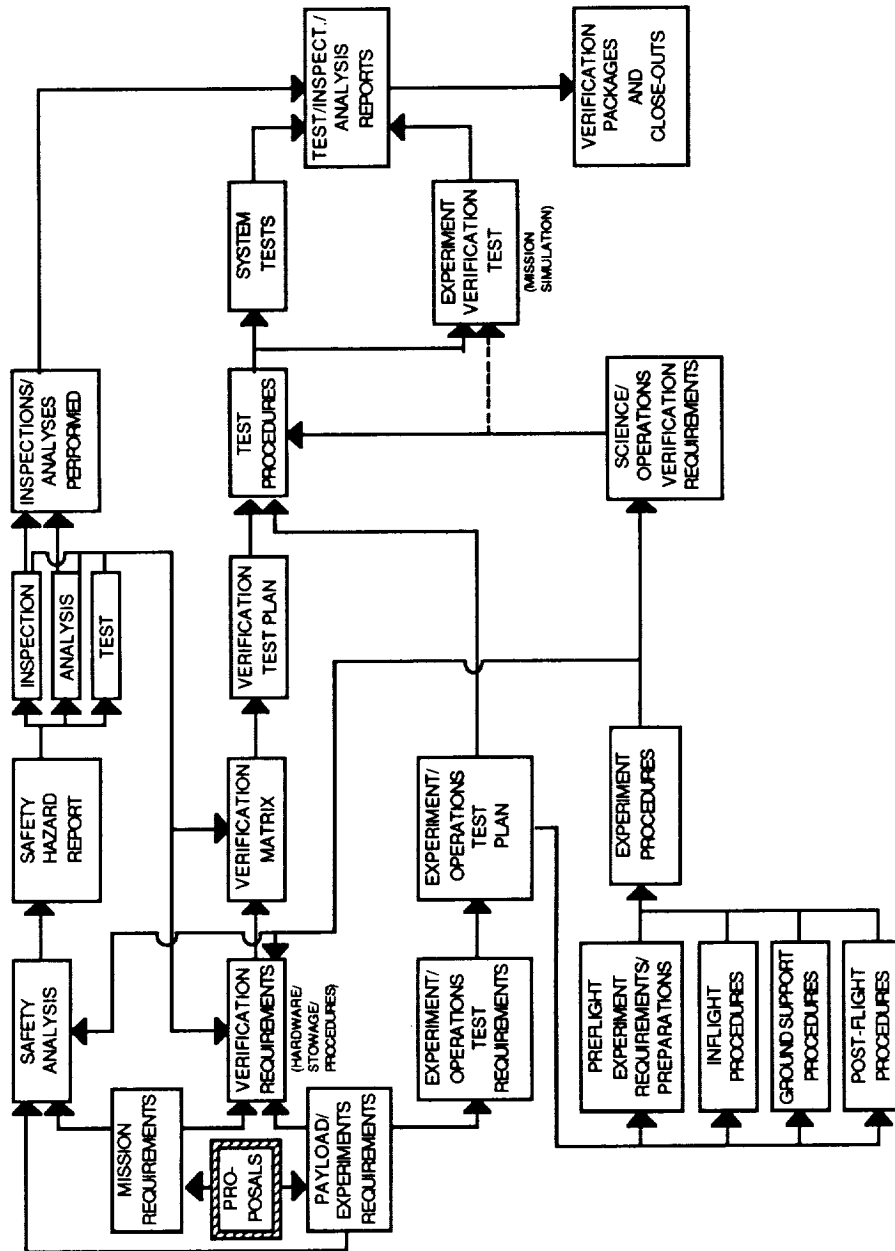 PRO-
POSALS
MISSION
REQUIREMENTS
PAYLOAD/
EXPERIMENTS
REQUIREMENTS
SAFETY
ANALYSIS
SAFETY
HAZARD
REPORT
INSPECTION
ANALYSIS
TEST
INSPECTIONS/
ANALYSES
PERFORMED
VERIFICATION
REQUIREMENTS
(HARDWARE/
STOWAGE/
PROCEDURES)
VERIFICATION
MATRIX
VERIFICATION
TEST PLAN
TEST
PROCEDURES
SYSTEM
TESTS
TEST/INSPECT./
ANALYSIS
REPORTS
EXPERIMENT/
OPERATIONS
TEST
REQUIREMENTS
EXPERIMENT/
OPERATIONS
TEST
PLAN
EXPERIMENT
VERIFICATION
TEST
(MISSION
SIMULATION)
VERIFICATION
PACKAGES
AND
CLOSE-OUTS
PREFLIGHT
EXPERIMENT
REQUIREMENTS/
PREPARATIONS
INFLIGHT
PROCEDURES
GROUND SUPPORT
PROCEDURES
POST-FLIGHT
PROCEDURES
EXPERIMENT
PROCEDURES
SCIENCE/
OPERATIONS
VERIFICATION
REQUIREMENTS